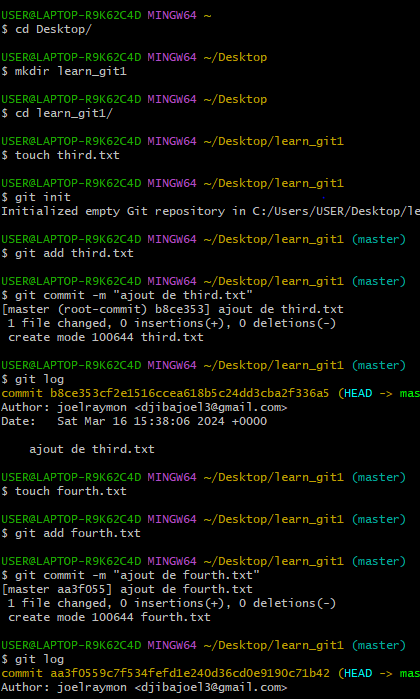 USER@LAPTOP-R9K62C4D MINGW64 ~
$ cd Desktop/
USER@LAPTOP-R9K62C4D MINGW64 ~/Desktop
$ mkdir learn_git1
USER@LAPTOP-R9K62C4D MINGW64 ~/Desktop
$ cd learn_git1/
USER@LAPTOP-R9K62C4D MINGW64 ~/Desktop/learn_git1
$ touch third.txt
USER@LAPTOP-R9K62C4D MINGW64 ~/Desktop/learn_git1
$ git init
Initialized empty Git repository in C:/Users/USER/Desktop/le
USER@LAPTOP-R9K62C4D MINGW64 ~/Desktop/learn_git1 (master)
$ git add third.txt
USER@LAPTOP-R9K62C4D MINGW64 ~/Desktop/learn_git1 (master)
$ git commit -m "ajout de third.txt"
[master (root-commit) b8ce353] ajout de third.txt
1 file changed, 0 insertions(+), 0 deletions(-)
create mode 100644 third.txt
USER@LAPTOP-R9K62C4D MINGW64 ~/Desktop/learn_git1 (master)
$ git log
commit b8ce353cf2e1516ccea618b5c24dd3cba2f336a5 (HEAD -> mas
Author: joelraymon <djibajoel3@gmail.com>
Date:   Sat Mar 16 15:38:06 2024 +0000
ajout de third.txt
USER@LAPTOP-R9K62C4D MINGW64 ~/Desktop/learn_git1 (master)
$ touch fourth.txt
USER@LAPTOP-R9K62C4D MINGW64 ~/Desktop/learn_git1 (master)
$ git add fourth.txt
USER@LAPTOP-R9K62C4D MINGW64 ~/Desktop/learn_git1 (master)
$ git commit -m "ajout de fourth.txt"
[master aa3f055] ajout de fourth.txt
1 file changed, 0 insertions(+), 0 deletions(-)
create mode 100644 fourth.txt
USER@LAPTOP-R9K62C4D MINGW64 ~/Desktop/learn_git1 (master)
$ git log
commit aa3f0559c7f534fefd1e240d36cd0e9190c71b42 (HEAD -> mas
Author: joelraymon <djibajoel3@gmail.com>